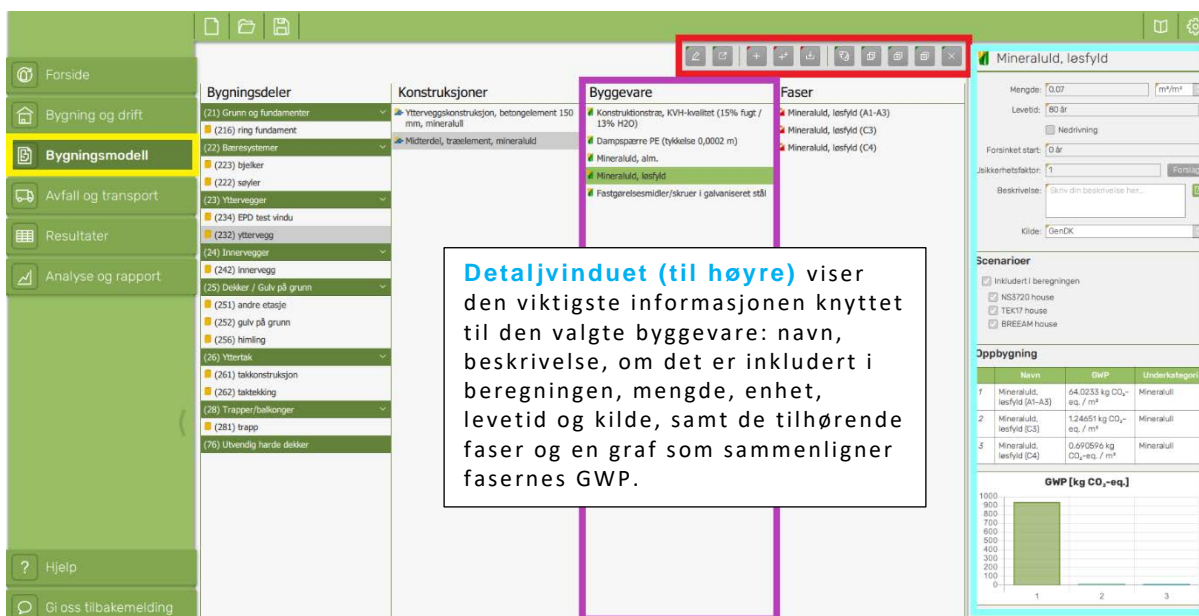 Forside
Bygning og drift
Bygningsmodell
Avfall og transport
Resultater
Analyse og rapport
Hjelp
Gi oss tilbakemelding
Bygningsdeler
(21) Grunn og fundamenter
(216) ring fundament
(22) Bæresystemer
(223) bjelker
(222) søyler
(23) Yttervegger
(234) EPD test vindu
(232) yttervegg
(24) Innervegger
(242) innervegg
(25) Dekker / Gulv på grunn
(251) andre etasje
(252) gulv på grunn
(256) himling
(26) Yttertak
(261) takkonstruksjon
(262) taktekking
(28) Trapper/balkonger
(281) trapp
(76) Utvendig harde dekker
Konstruksjoner
Ytterveggskonstruksjon, betongelement 150
mm, mineralull
Midterdel, træelement, mineraluld
Byggevare
Konstruktionstræ, KVH-kvalitet (15% fugt /
13% H2O)
Dampspærre PE (tykkelse 0,0002 m)
Mineraluld, alm.
Mineraluld, løsfyld
Fastgørelsesmidler/skruer i galvaniseret stål
Faser
Mineraluld, løsfyld (A1-A3)
Mineraluld, løsfyld (C3)
Mineraluld, løsfyld (C4)
Detaljvinduet (til høyre) viser
den viktigste informasjonen knyttet
til den valgte byggevare: navn,
beskrivelse, om det er inkludert i
beregningen, mengde, enhet,
levetid og kilde, samt de tilhørende
faser og en graf som sammenligner
fasernes GWP.
Mineraluld, løsfyld
Mengde: 0.07 m³/m²
Levetid: 80 år
Nedrivning
Forsinket start: 0 år
Usikkerhetsfaktor: 1 Forslag
Beskrivelse: Skriv din beskrivelse her...
Kilde: GenDK
Scenarioer
Inkludert i beregningen
NS3720 house
TEK17 house
BREEAM house
Oppbygning
Navn GWP Underkategori
1 Mineraluld, løsfyld (A1-A3) 64.0233 kg CO₂-eq. / m³ Mineralull
2 Mineraluld, løsfyld (C3) 1.24651 kg CO₂-eq. / m³ Mineralull
3 Mineraluld, løsfyld (C4) 0.690596 kg CO₂-eq. / m³ Mineralull
GWP [kg CO₂-eq.]
1000
900
800
700
600
500
400
300
200
100
0
1 2 3